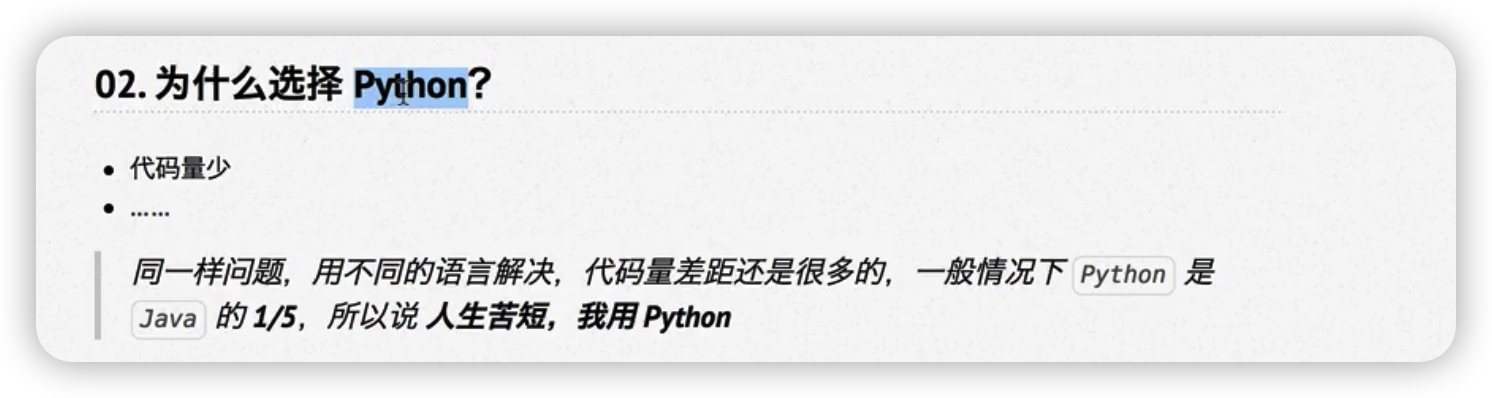 02. 为什么选择 Python?
• 代码量少
• ……
同一样问题，用不同的语言解决，代码量差距还是很多的，一般情况下 Python 是
Java 的 1/5，所以说 人生苦短，我用 Python